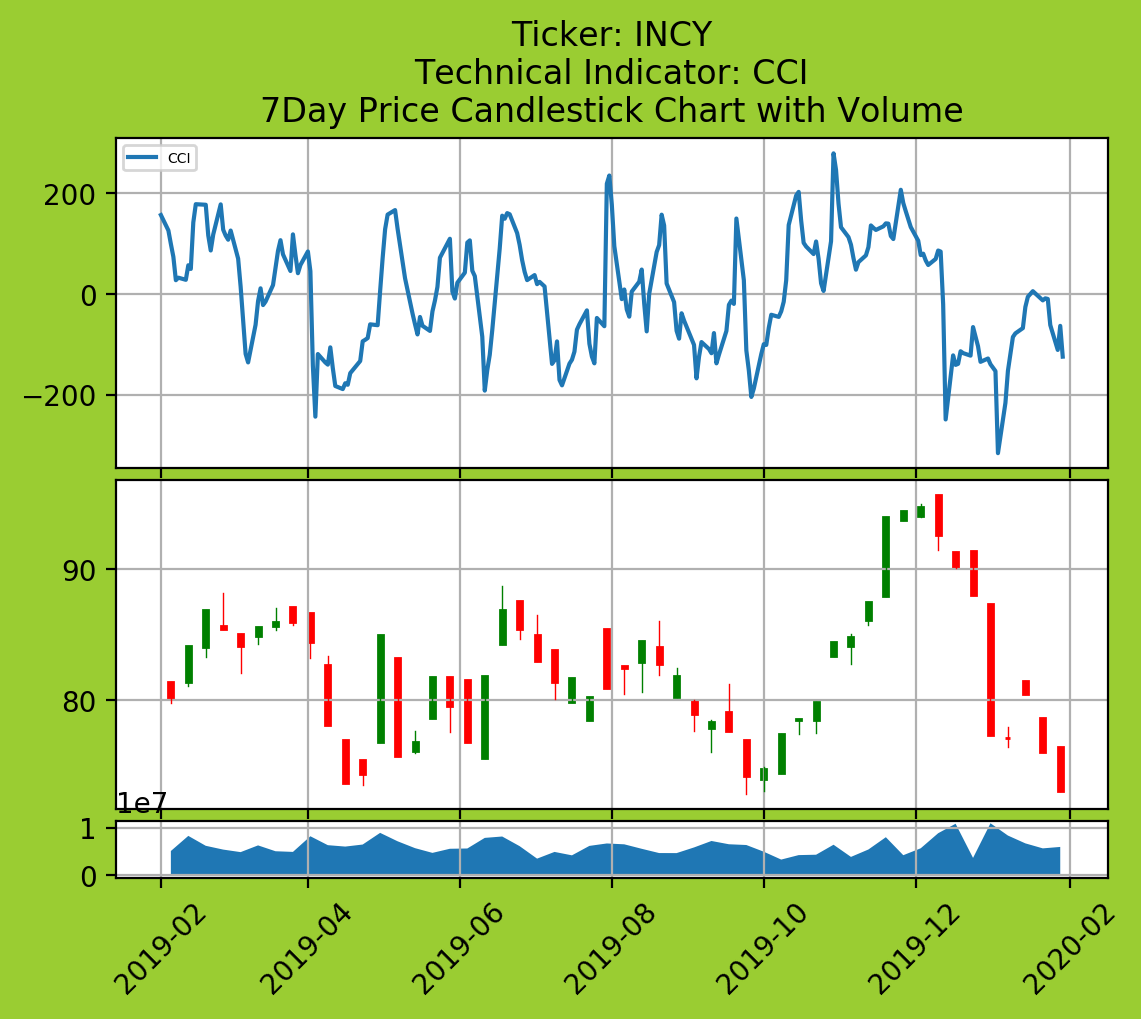 Ticker: INCY
Technical Indicator: CCI
7Day Price Candlestick Chart with Volume
CCI
200
0
−200
90
80
1e7
1
0
2019-02
2019-04
2019-06
2019-08
2019-10
2019-12
2020-02